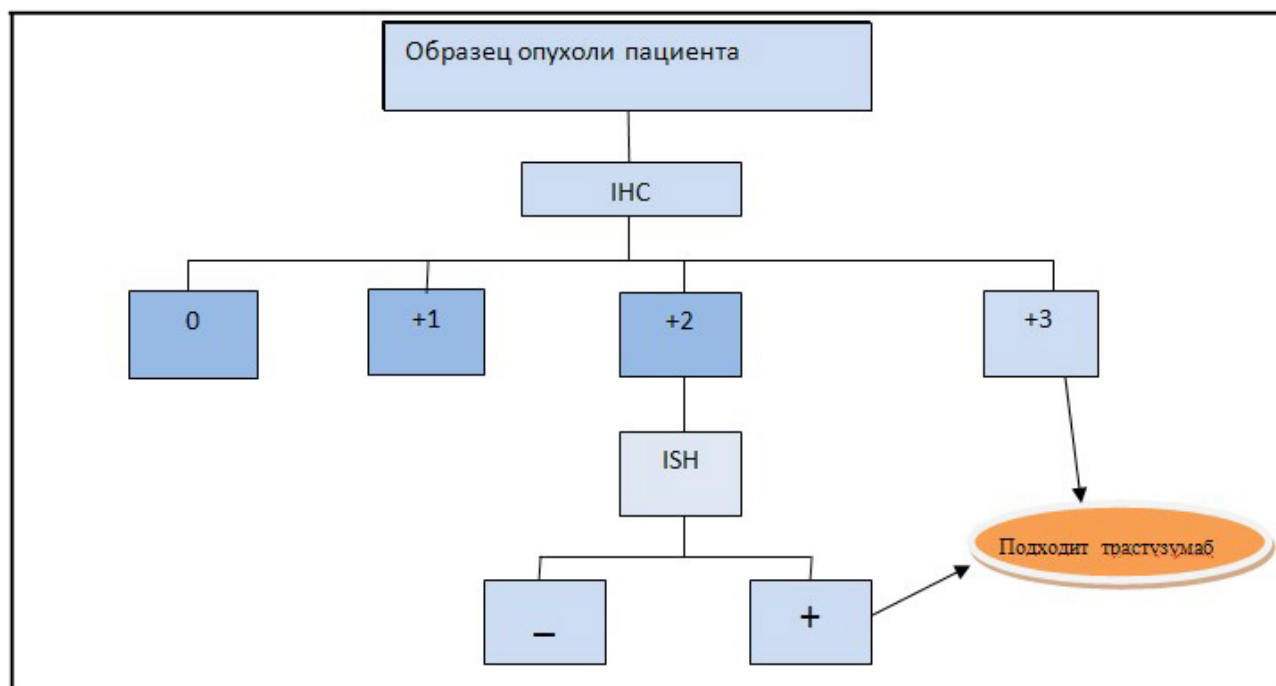 Образец опухоли пациента
IHC
0
+1
+2
+3
ISH
Подходит трастузумаб
–
+